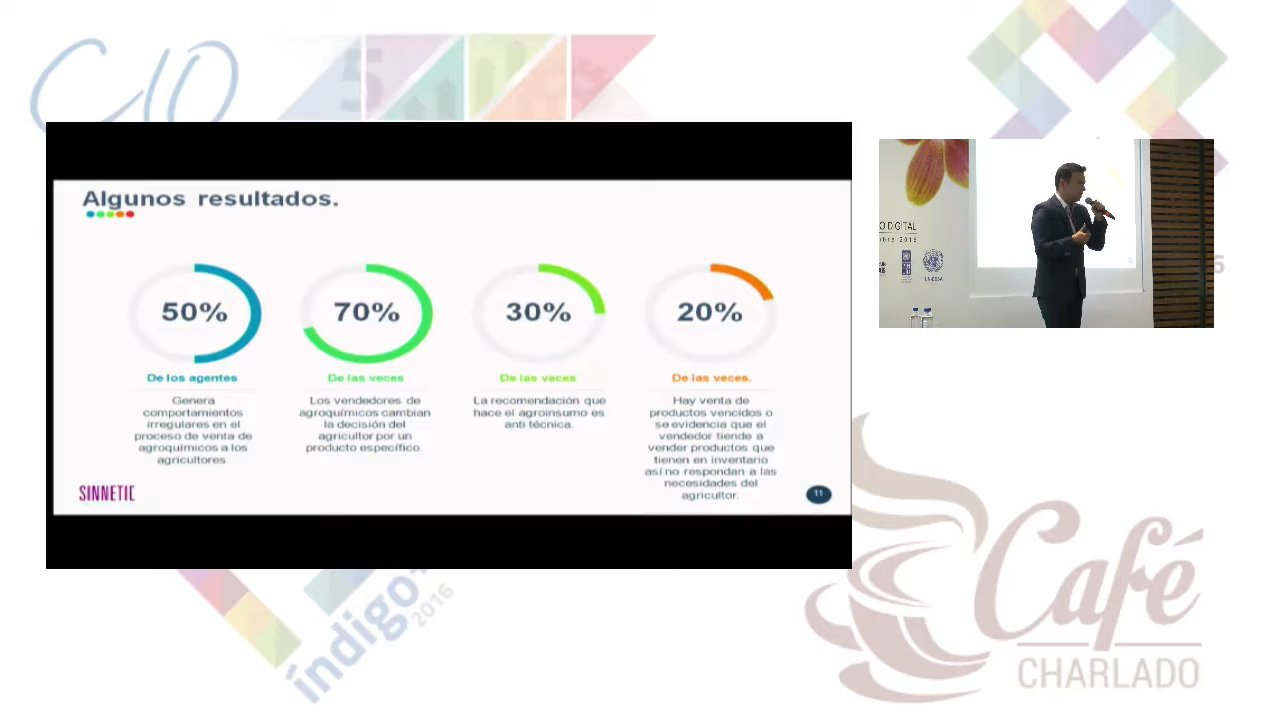 CIO
5
Algunos resultados.
50%
De los agentes
Genera
comportamientos
irregulares en el
proceso de venta de
agroquímicos a los
agricultores.
70%
De las veces
Los vendedores de
agroquímicos cambian
la decisión del
agricultor por un
producto específico.
30%
De las veces
La recomendación que
hace el agroinsumo es
anti técnica.
20%
De las veces.
Hay venta de
productos vencidos o
se evidencia que el
vendedor tiende a
vender productos que
tienen en inventario
así no respondan a las
necesidades del
agricultor.
SINNETIC
11
O DIGITAL
índigo+
2016
Café
CHARLADO